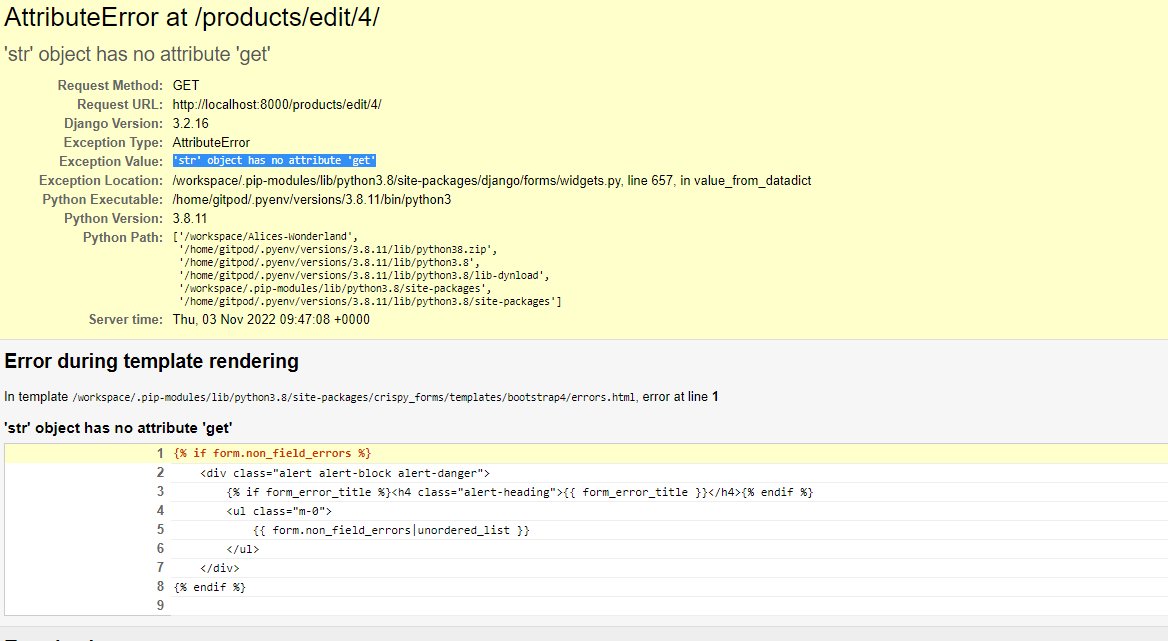 AttributeError at /products/edit/4/
'str' object has no attribute 'get'
Request Method: GET
Request URL: http://localhost:8000/products/edit/4/
Django Version: 3.2.16
Exception Type: AttributeError
Exception Value: 'str' object has no attribute 'get'
Exception Location: /workspace/.pip-modules/lib/python3.8/site-packages/django/forms/widgets.py, line 657, in value_from_datadict
Python Executable: /home/gitpod/.pyenv/versions/3.8.11/bin/python3
Python Version: 3.8.11
Python Path: ['/workspace/Alices-Wonderland',
'/home/gitpod/.pyenv/versions/3.8.11/lib/python38.zip',
'/home/gitpod/.pyenv/versions/3.8.11/lib/python3.8',
'/home/gitpod/.pyenv/versions/3.8.11/lib/python3.8/lib-dynload',
'/workspace/.pip-modules/lib/python3.8/site-packages',
'/home/gitpod/.pyenv/versions/3.8.11/lib/python3.8/site-packages']
Server time: Thu, 03 Nov 2022 09:47:08 +0000
Error during template rendering
In template /workspace/.pip-modules/lib/python3.8/site-packages/crispy_forms/templates/bootstrap4/errors.html, error at line 1
'str' object has no attribute 'get'
1 {% if form.non_field_errors %}
2 <div class="alert alert-block alert-danger">
3 {% if form_error_title %}<h4 class="alert-heading">{{ form_error_title }}</h4>{% endif %}
4 <ul class="m-0">
5 {{ form.non_field_errors|unordered_list }}
6 </ul>
7 </div>
8 {% endif %}
9